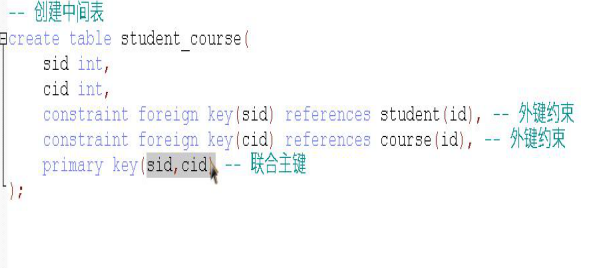 -- 创建中间表
create table student_course(
sid int,
cid int,
constraint foreign key(sid) references student(id), -- 外键约束
constraint foreign key(cid) references course(id), -- 外键约束
primary key(sid,cid) -- 联合主键
);